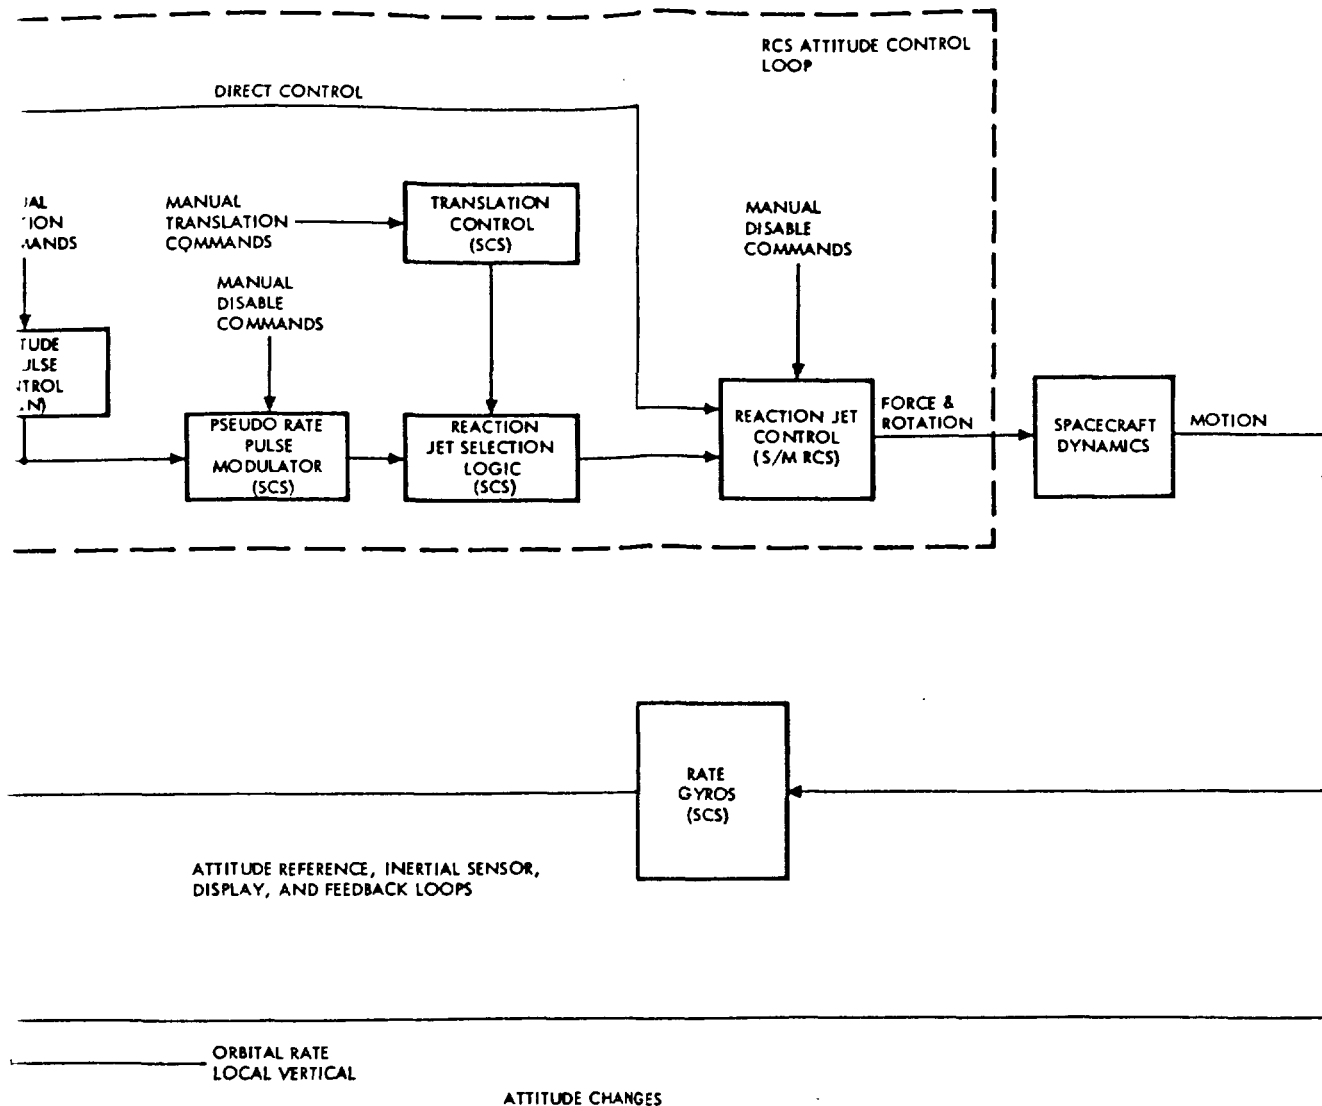 RCS ATTITUDE CONTROL
LOOP
DIRECT CONTROL
MANUAL
TRANSLATION
COMMANDS
TRANSLATION
CONTROL
(SCS)
MANUAL
DISABLE
COMMANDS
MANUAL
DISABLE
COMMANDS
PSEUDO RATE
PULSE
MODULATOR
(SCS)
REACTION
JET SELECTION
LOGIC
(SCS)
REACTION JET
CONTROL
(S/M RCS)
FORCE &
ROTATION
SPACECRAFT
DYNAMICS
MOTION
RATE
GYROS
(SCS)
ATTITUDE REFERENCE, INERTIAL SENSOR,
DISPLAY, AND FEEDBACK LOOPS
ORBITAL RATE
LOCAL VERTICAL
ATTITUDE CHANGES